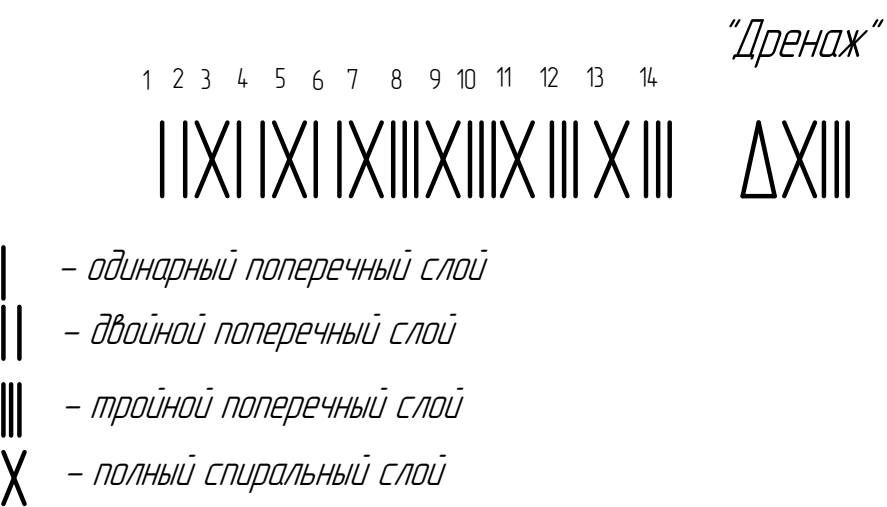 "Дренаж"
1 2 3 4 5 6 7 8 9 10 11 12 13 14
– одинарный поперечный слой
– двойной поперечный слой
– тройной поперечный слой
– полный спиральный слой